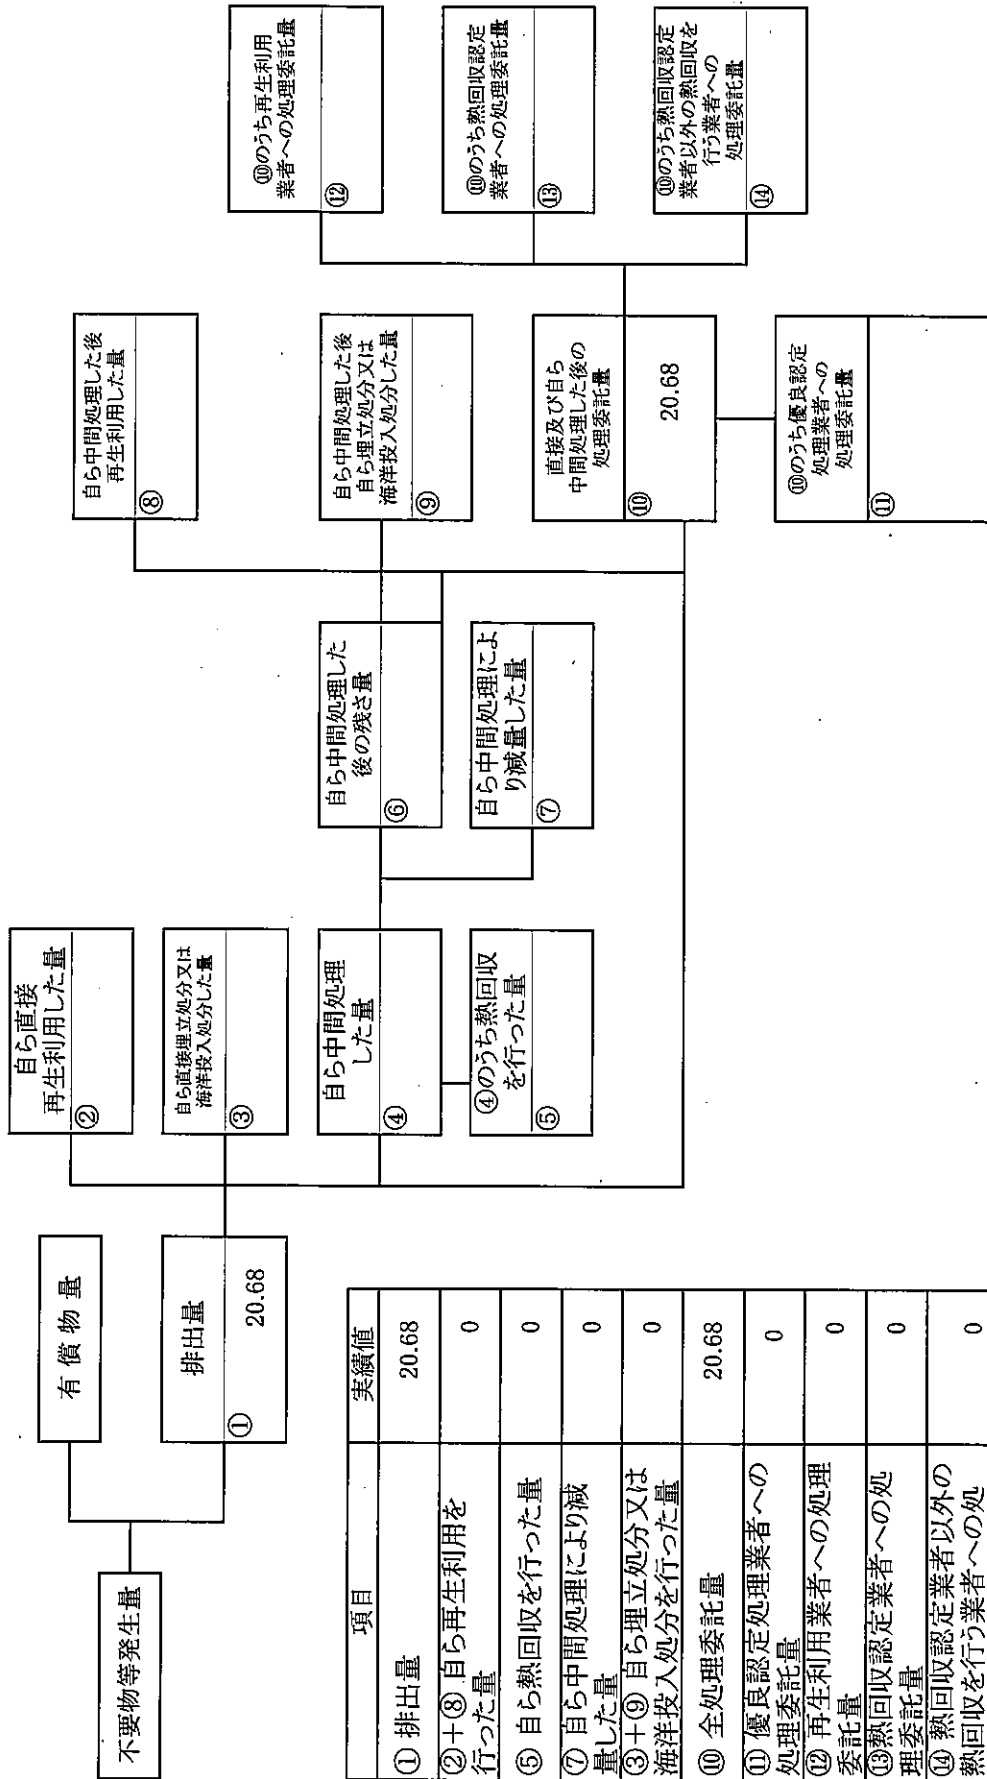 不要物等発生量
有償物量
排出量
①
20.68
自ら直接
再生利用した量
②
自ら直接埋立処分又は
海洋投入処分した量
③
自ら中間処理
した量
④
④のうち熱回収
を行った量
⑤
自ら中間処理した
後の残さ量
⑥
自ら中間処理によ
り減量した量
⑦
自ら中間処理した後
再生利用した量
⑧
自ら中間処理した後
自ら埋立処分又は
海洋投入処分した量
⑨
直接及び自ら
中間処理した後の
処理委託量
⑩
20.68
⑩のうち優良認定
処理業者への
処理委託量
⑪
⑩のうち再生利用
業者への処理委託量
⑫
⑩のうち熱回収認定
業者への処理委託量
⑬
⑩のうち熱回収認定
業者以外の熱回収を
行う業者への
処理委託量
⑭
項目 実績値
① 排出量 20.68
②+⑧ 自ら再生利用を
行った量 0
⑤ 自ら熱回収を行った量 0
⑦ 自ら中間処理により減
量した量 0
③+⑨ 自ら埋立処分又は
海洋投入処分を行った量 0
⑩ 全処理委託量 20.68
⑪ 優良認定処理業者への
処理委託量 0
⑫ 再生利用業者への処理
委託量 0
⑬熱回収認定業者への処
理委託量 0
⑭ 熱回収認定業者以外の
熱回収を行う業者への処 0